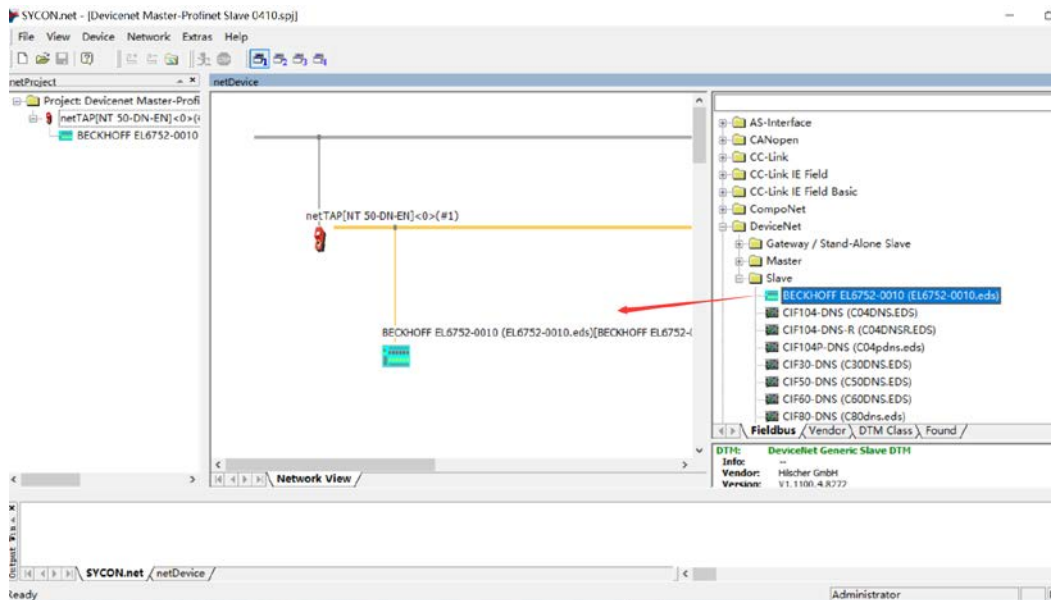 SYCON.net - [Devicenet Master-Profinet Slave 0410.spj]
File View Device Network Extras Help
netProject
netDevice
Project: Devicenet Master-Profi
netTAP[NT 50-DN-EN]<0>(
BECKHOFF EL6752-0010
netTAP[NT 50-DN-EN]<0>(#1)
BECKHOFF EL6752-0010 (EL6752-0010.eds)[BECKHOFF EL6752-0
Network View
AS-Interface
CANopen
CC-Link
CC-Link IE Field
CC-Link IE Field Basic
CompoNet
DeviceNet
Gateway / Stand-Alone Slave
Master
Slave
BECKHOFF EL6752-0010 (EL6752-0010.eds)
CIF104-DNS (C04DNS.EDS)
CIF104-DNS-R (C04DNSR.EDS)
CIF104P-DNS (C04pdns.eds)
CIF30-DNS (C30DNS.EDS)
CIF50-DNS (C50DNS.EDS)
CIF60-DNS (C60DNS.EDS)
CIF80-DNS (C80dns.eds)
Fieldbus Vendor DTM Class Found
DTM: DeviceNet Generic Slave DTM
Info: --
Vendor: Hilscher GmbH
Version: V1.1100.4.8272
Output Win
SYCON.net netDevice
Ready
Administrator